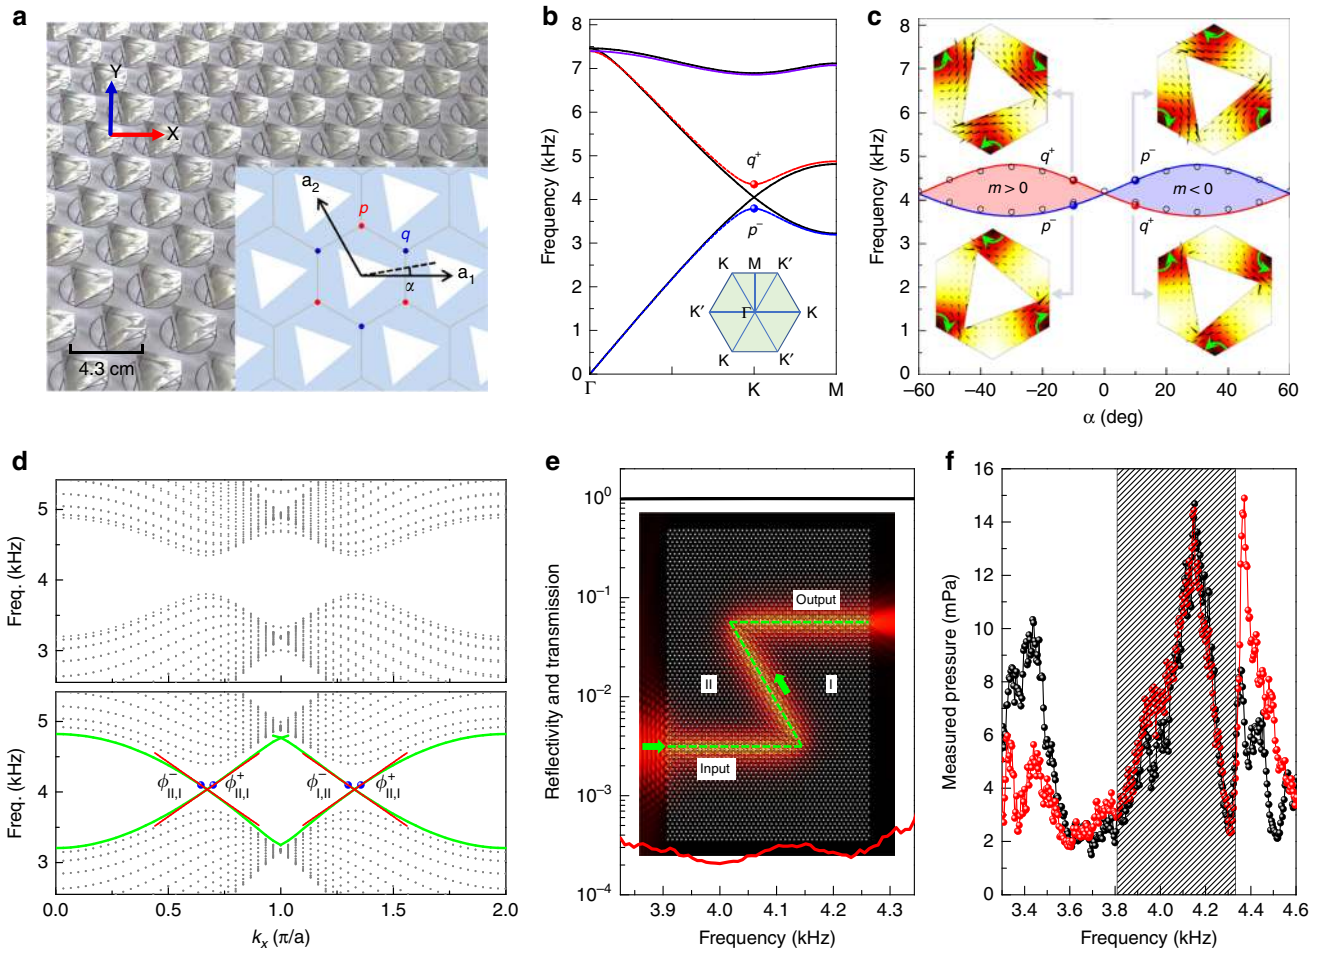 a
Y
X
4.3 cm
a2
p
q
a1
α
b
Frequency (kHz)
8
7
6
5
4
3
2
1
0
q+
p−
K M K′
K′ Γ K
K K′
Γ K M
c
Frequency (kHz)
8
7
6
5
4
3
2
1
0
q+ p−
m > 0 m < 0
p− q+
−60 −40 −20 0 20 40 60
α (deg)
d
Freq. (kHz)
5
4
3
Freq. (kHz)
5
4
3
ϕ−II,I ϕ+II,I ϕ−I,II ϕ+II,I
0.0 0.5 1.0 1.5 2.0
kx (π/a)
e
Reflectivity and transmission
10^0
10^−1
10^−2
10^−3
10^−4
Output
II I
Input
3.9 4.0 4.1 4.2 4.3
Frequency (kHz)
f
Measured pressure (mPa)
16
14
12
10
8
6
4
2
0
3.4 3.6 3.8 4.0 4.2 4.4 4.6
Frequency (kHz)